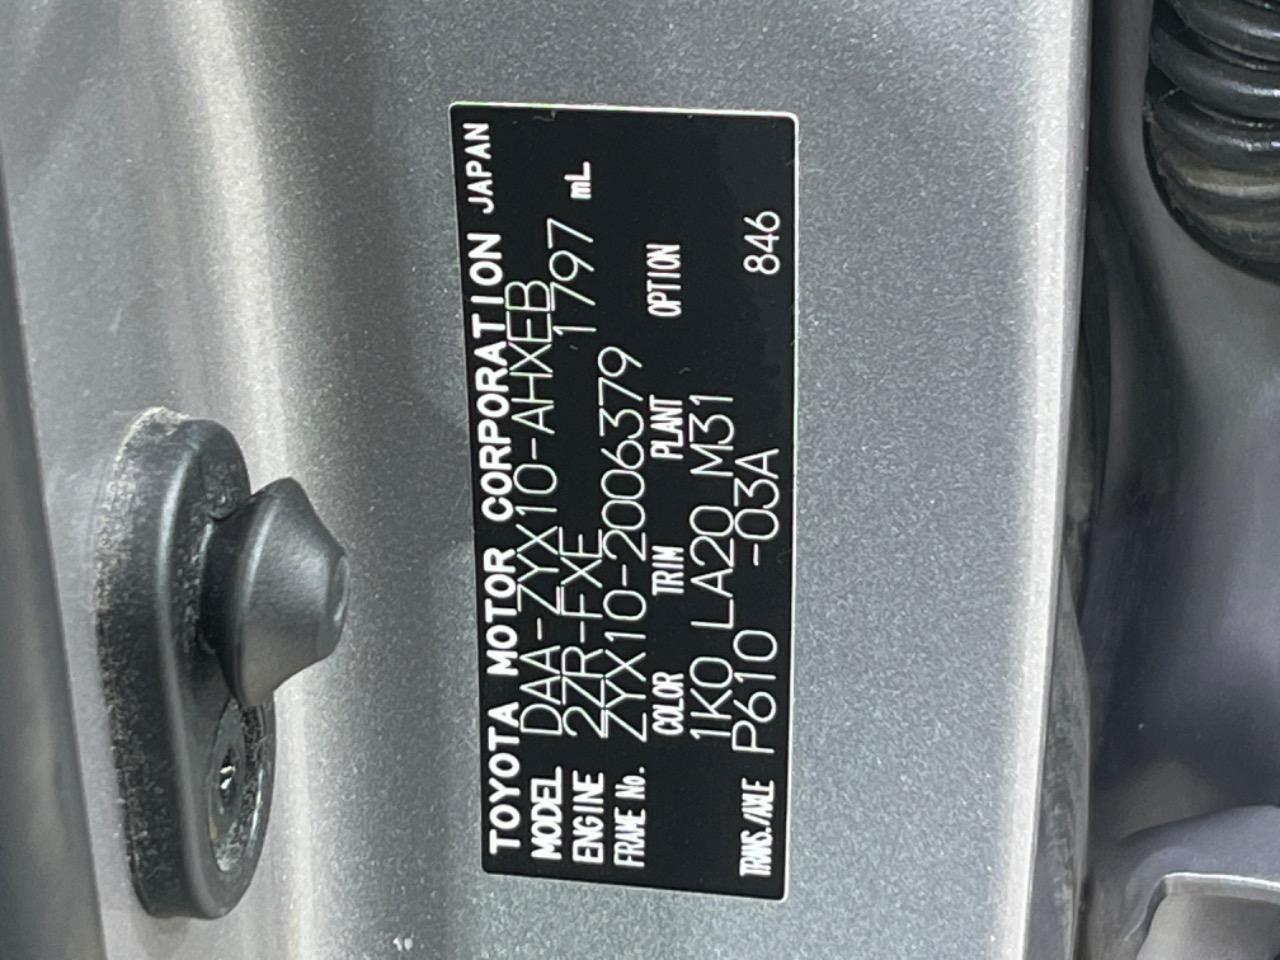 TOYOTA MOTOR CORPORATION JAPAN
MODEL DAA-ZYX10-AHXEB
ENGINE 2ZR-FXE 1797 mL
FRAME No. ZYX10-2006379
COLOR TRIM PLANT OPTION
1K0 LA20 M31
TRANS./AXLE P610 -03A 846